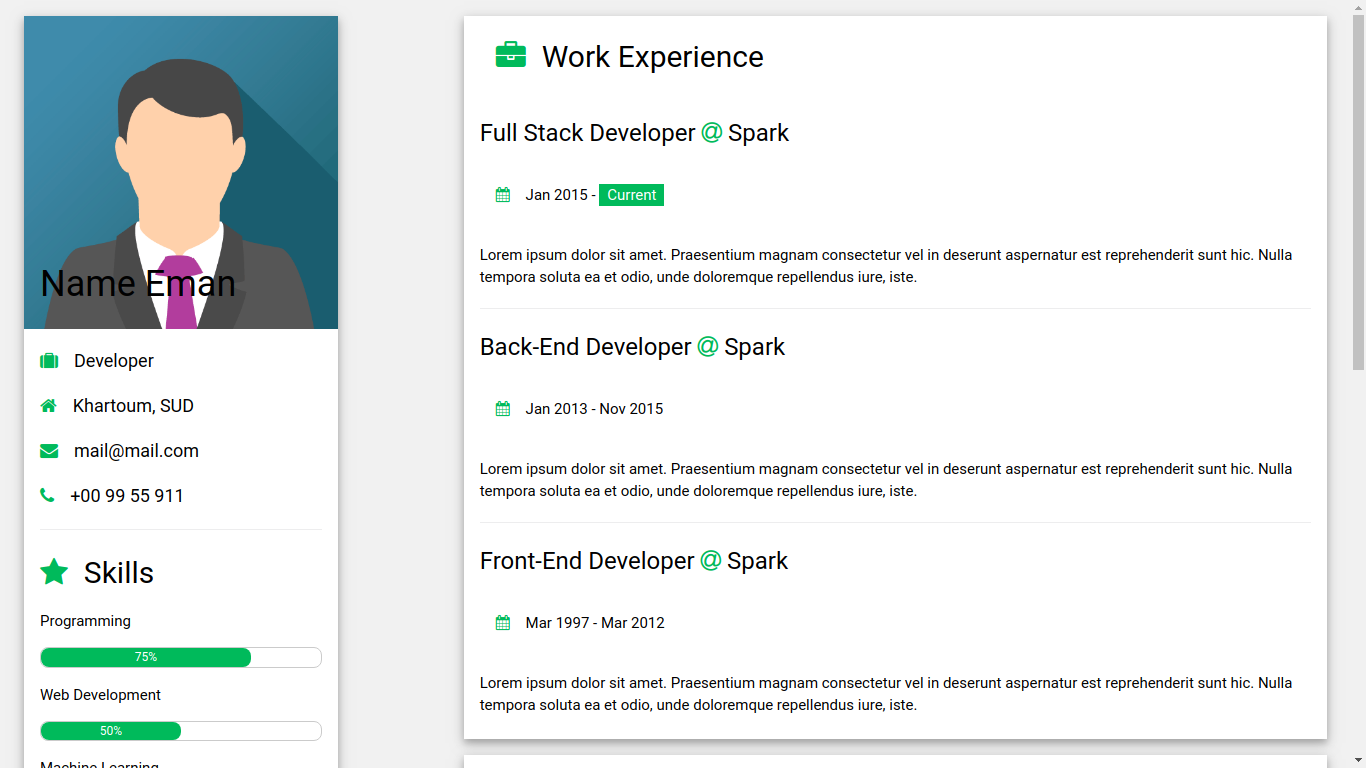 Name Eman
Developer
Khartoum, SUD
mail@mail.com
+00 99 55 911
Skills
Programming
75%
Web Development
50%
Machine Learning
Work Experience
Full Stack Developer @ Spark
Jan 2015 - Current
Lorem ipsum dolor sit amet. Praesentium magnam consectetur vel in deserunt aspernatur est reprehenderit sunt hic. Nulla
tempora soluta ea et odio, unde doloremque repellendus iure, iste.
Back-End Developer @ Spark
Jan 2013 - Nov 2015
Lorem ipsum dolor sit amet. Praesentium magnam consectetur vel in deserunt aspernatur est reprehenderit sunt hic. Nulla
tempora soluta ea et odio, unde doloremque repellendus iure, iste.
Front-End Developer @ Spark
Mar 1997 - Mar 2012
Lorem ipsum dolor sit amet. Praesentium magnam consectetur vel in deserunt aspernatur est reprehenderit sunt hic. Nulla
tempora soluta ea et odio, unde doloremque repellendus iure, iste.